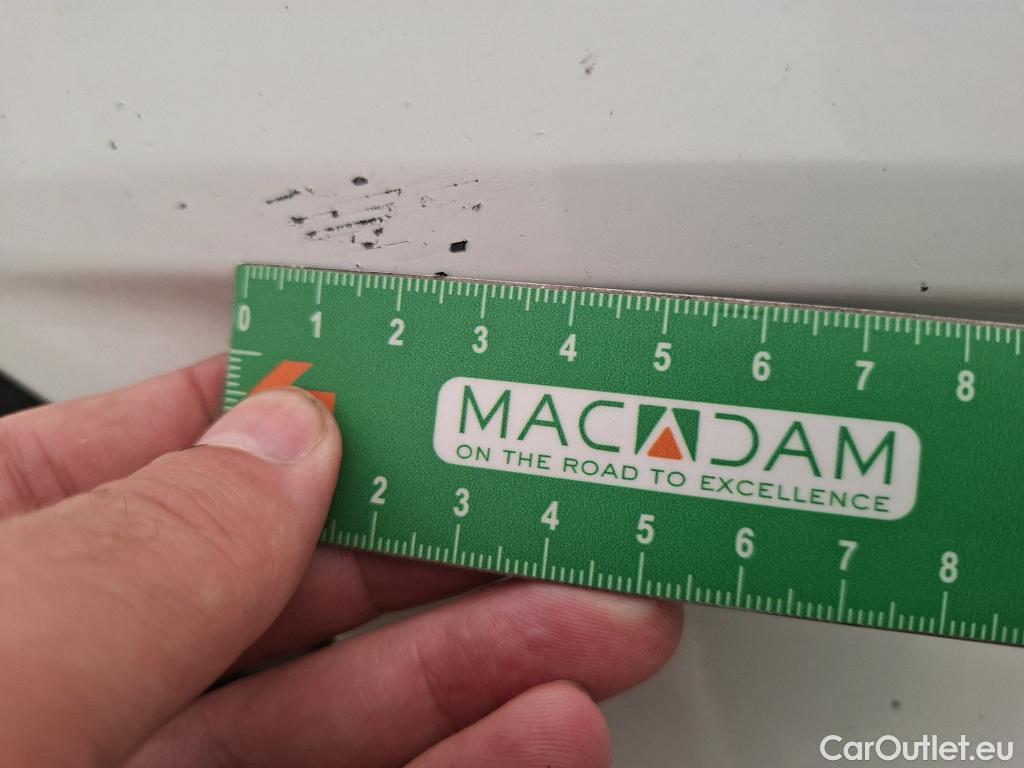 0 1 2 3 4 5 6 7 8
MACADAM
ON THE ROAD TO EXCELLENCE
2 3 4 5 6 7 8
CarOutlet.eu